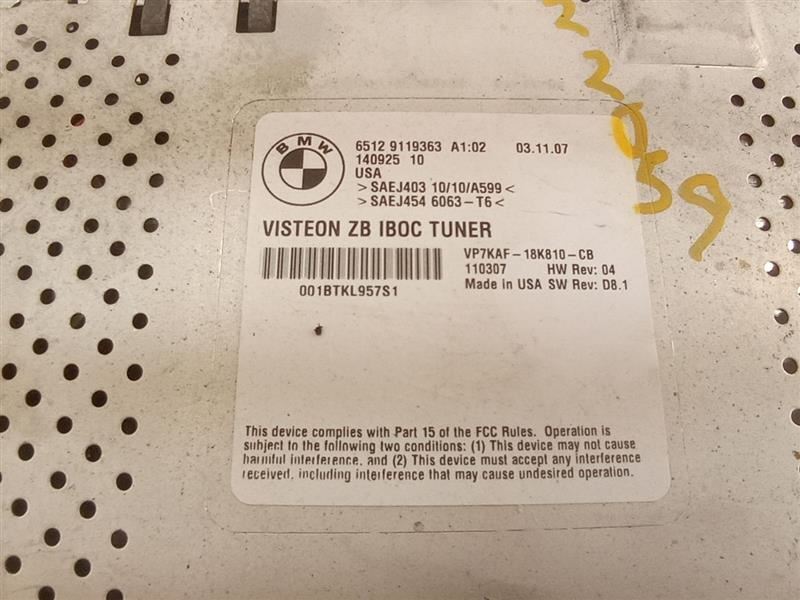 22059
BMW
65129119363 A1:02 03.11.07
140925 10
USA
>SAEJ403 10/10/A599<
>SAEJ454 6063-T6<
VISTEON ZB IBOC TUNER
VP7KAF-18K810-CB
110307 HW Rev: 04
Made in USA SW Rev: D8.1
001BTKL957S1
This device complies with Part 15 of the FCC Rules. Operation is
subject to the following two conditions: (1) This device may not cause
harmful interference, and (2) This device must accept any interference
received, including interference that may cause undesired operation.